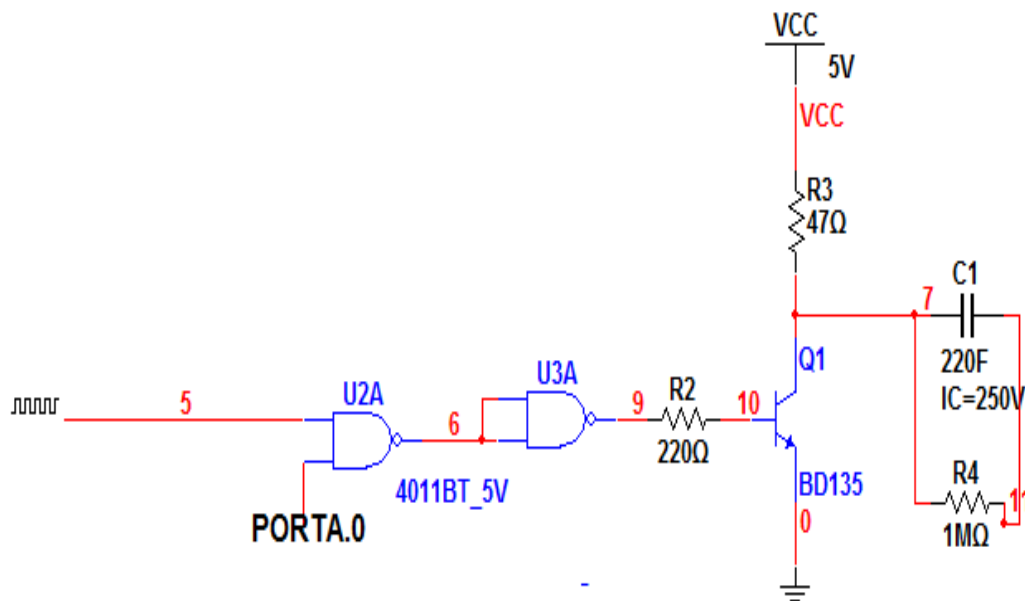 VCC
5V
VCC
R3
47Ω
7
C1
220F
IC=250V
Q1
5
U2A
6
U3A
9
R2
10
220Ω
4011BT_5V
BD135
R4
11
1MΩ
PORTA.0
0
-